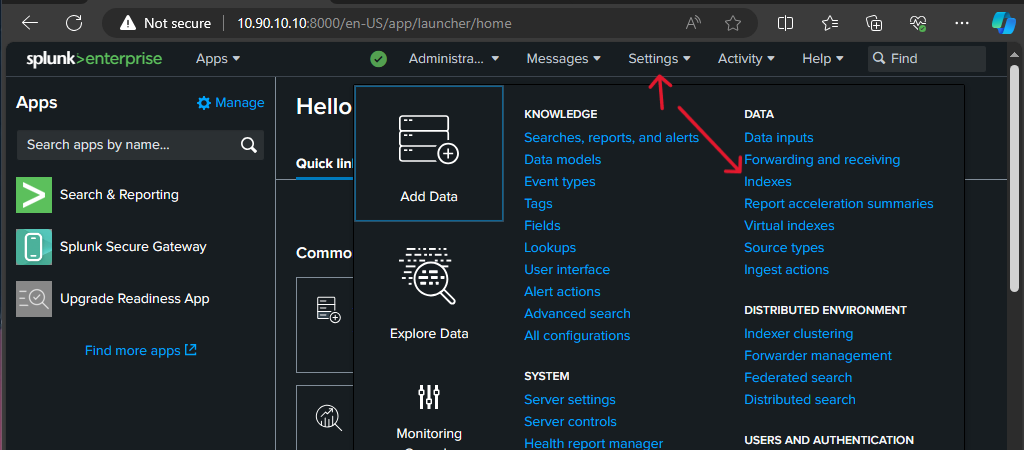 Not secure 10.90.10.10:8000/en-US/app/launcher/home
splunk>enterprise Apps Administra... Messages Settings Activity Help Find
Apps Manage
Search apps by name...
Search & Reporting
Splunk Secure Gateway
Upgrade Readiness App
Find more apps
Hello
Quick lin
Commo
Add Data
Explore Data
Monitoring
KNOWLEDGE
Searches, reports, and alerts
Data models
Event types
Tags
Fields
Lookups
User interface
Alert actions
Advanced search
All configurations
SYSTEM
Server settings
Server controls
Health report manager
DATA
Data inputs
Forwarding and receiving
Indexes
Report acceleration summaries
Virtual indexes
Source types
Ingest actions
DISTRIBUTED ENVIRONMENT
Indexer clustering
Forwarder management
Federated search
Distributed search
USERS AND AUTHENTICATION